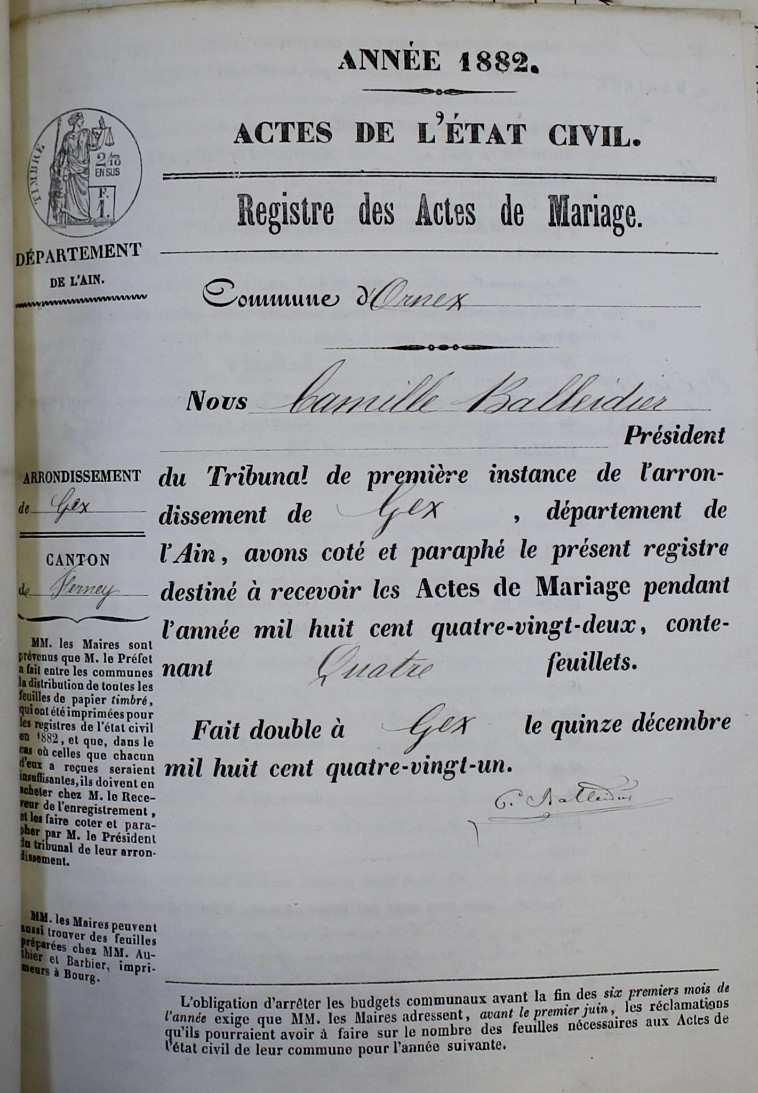 ANNÉE 1882.
ACTES DE L'ÉTAT CIVIL.
Registre des Actes de Mariage.
Commune d'Ornex
TIMBRE
2/10
EN SUS
F.
1.
DÉPARTEMENT
DE L'AIN.
ARRONDISSEMENT
de Gex
CANTON
de Ferney
MM. les Maires sont
prévenus que M. le Préfet
a fait entre les communes
la distribution de toutes les
feuilles de papier timbré,
qui ont été imprimées pour
les registres de l'état civil
en 1882, et que, dans le
cas où celles que chacun
d'eux a reçues seraient
insuffisantes, ils doivent en
acheter chez M. le Rece-
veur de l'enregistrement,
et les faire coter et para-
pher par M. le Président
du tribunal de leur arron-
dissement.
MM. les Maires peuvent
aussi trouver des feuilles
préparées chez MM. Au-
thier et Barbier, impri-
meurs à Bourg.
Nous Camille Balleidier
Président
du Tribunal de première instance de l'arron-
dissement de Gex , département de
l'Ain, avons coté et paraphé le présent registre
destiné à recevoir les Actes de Mariage pendant
l'année mil huit cent quatre-vingt-deux, conte-
nant Quatre feuillets.
Fait double à Gex le quinze décembre
mil huit cent quatre-vingt-un.
C. Balleidier
L'obligation d'arrêter les budgets communaux avant la fin des six premiers mois de
l'année exige que MM. les Maires adressent, avant le premier juin, les réclamations
qu'ils pourraient avoir à faire sur le nombre des feuilles nécessaires aux Actes de
l'état civil de leur commune pour l'année suivante.